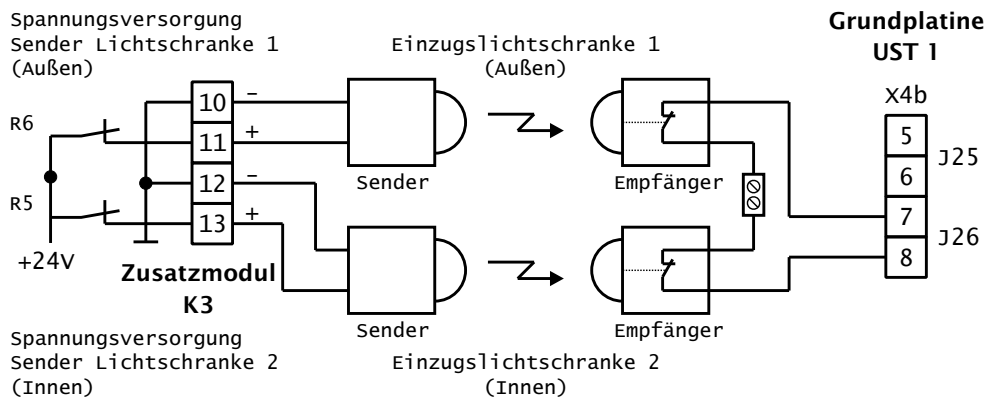 Spannungsversorgung
Sender Lichtschranke 1
(Außen)
Einzugslichtschranke 1
(Außen)
Grundplatine
UST 1
X4b
R6
R5
+24V
10 -
11 +
12 -
13 +
Zusatzmodul
K3
Sender
Empfänger
Sender
Empfänger
5
6
7
8
J25
J26
Spannungsversorgung
Sender Lichtschranke 2
(Innen)
Einzugslichtschranke 2
(Innen)